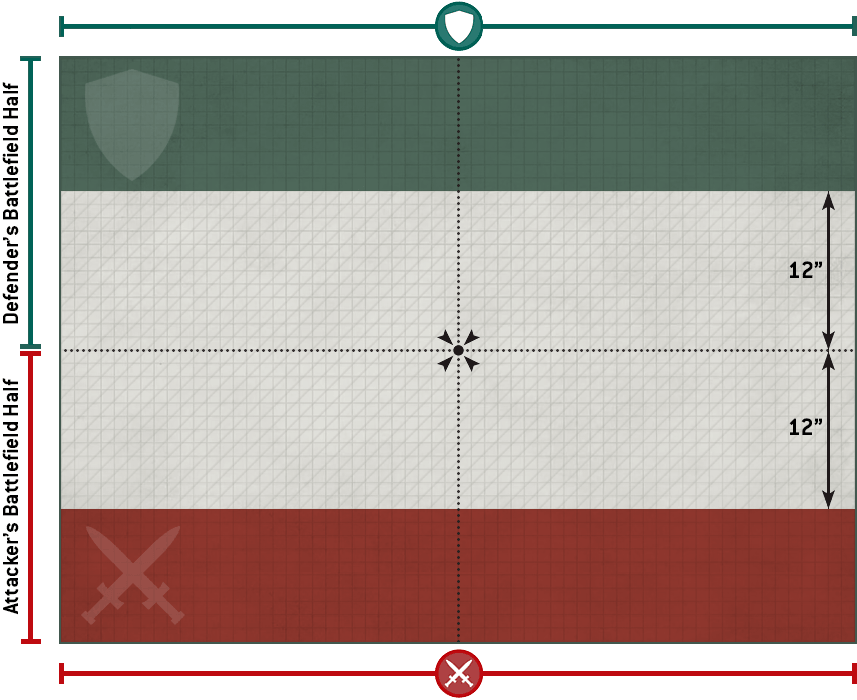 Defender’s Battlefield Half
12”
12”
Attacker’s Battlefield Half